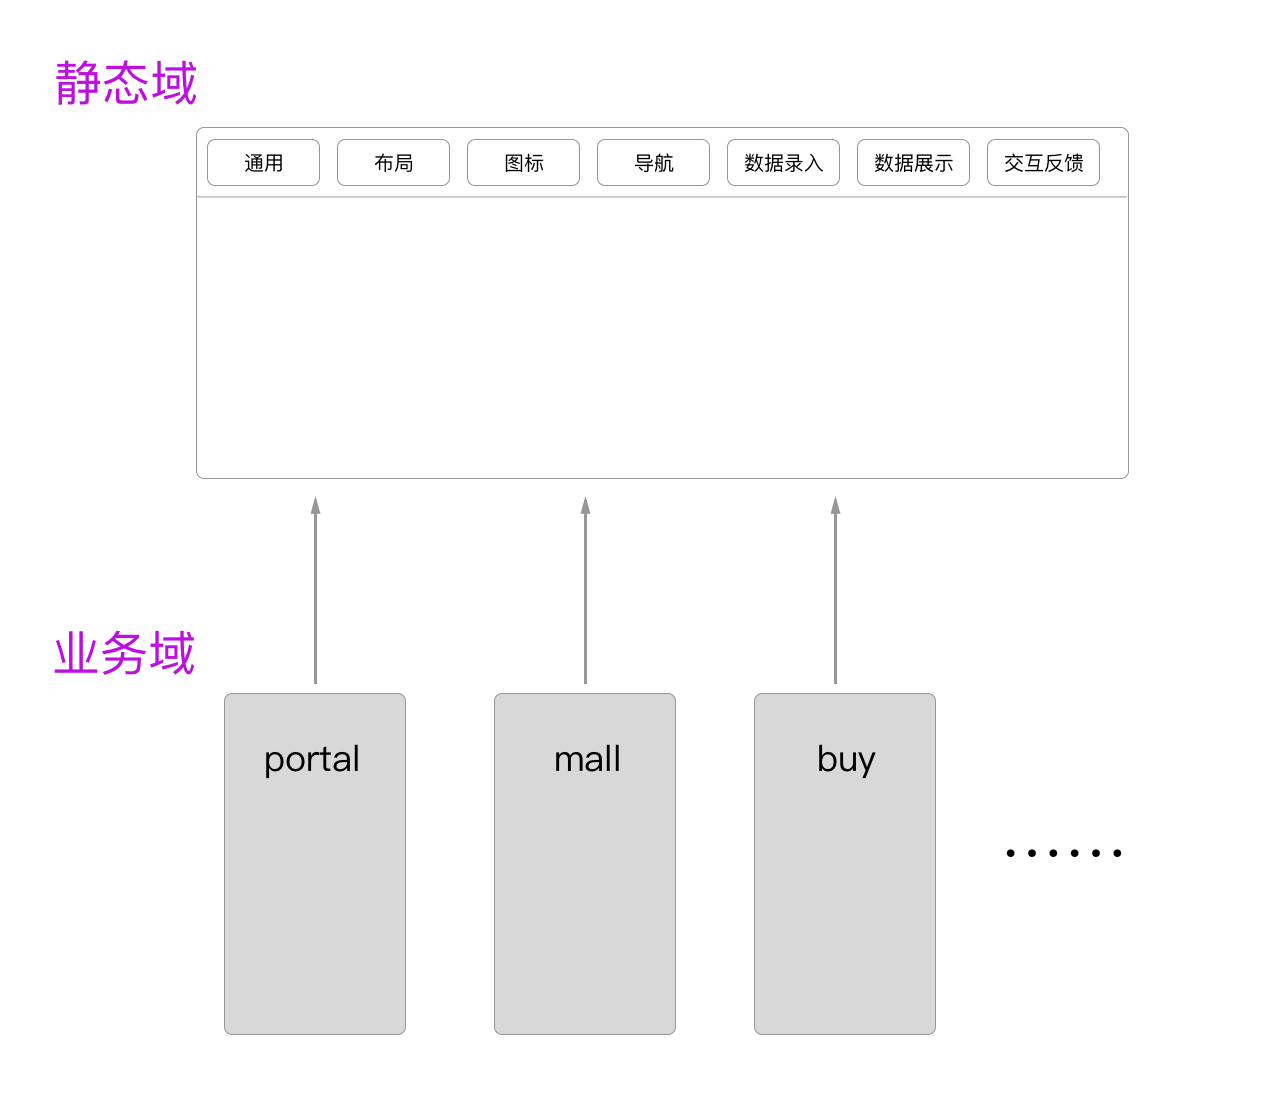 静态域
通用
布局
图标
导航
数据录入
数据展示
交互反馈
业务域
portal
mall
buy
······